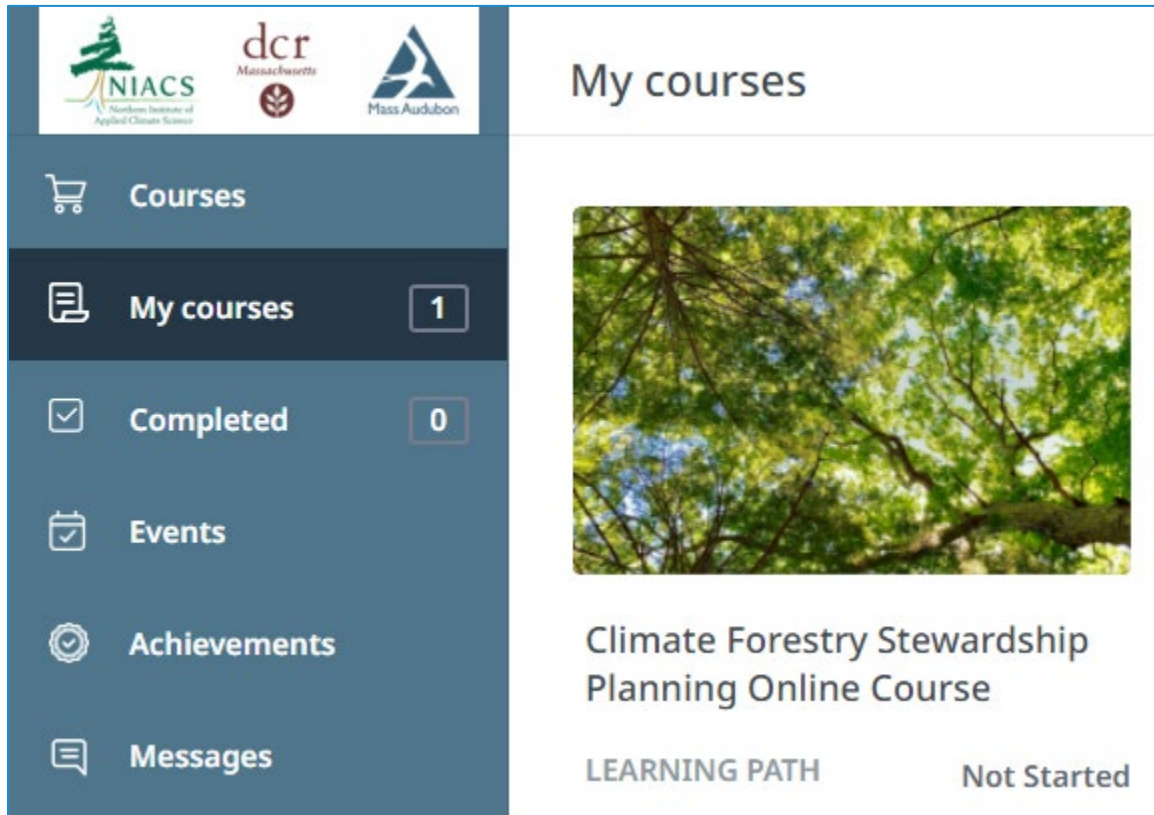 NIACS
Northern Institute of
Applied Climate Science
dcr
Massachusetts
Mass Audubon
Courses
My courses 1
Completed 0
Events
Achievements
Messages
My courses
Climate Forestry Stewardship
Planning Online Course
LEARNING PATH Not Started